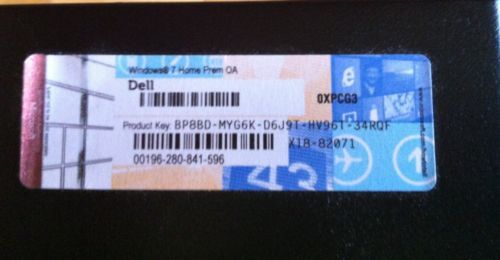 Windows® 7 Home Prem OA
Dell
0XPCG3
Product Key: BP8BD-MYG6K-D6J9T-HV96T-34RQF
X18-82071
00196-280-841-596